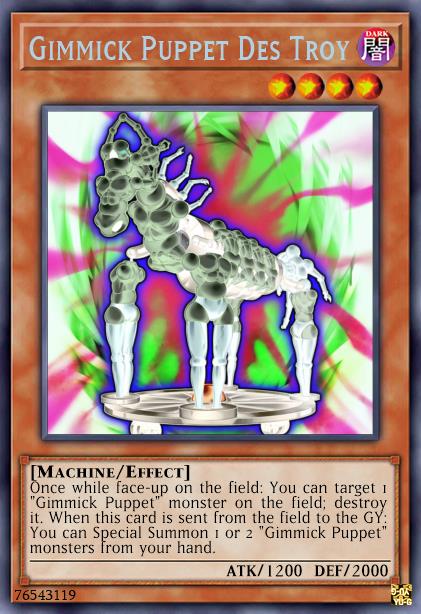 Gimmick Puppet Des Troy
DARK
闇
[Machine/Effect]
Once while face-up on the field: You can target 1
"Gimmick Puppet" monster on the field; destroy
it. When this card is sent from the field to the GY:
You can Special Summon 1 or 2 "Gimmick Puppet"
monsters from your hand.
ATK/1200 DEF/2000
76543119